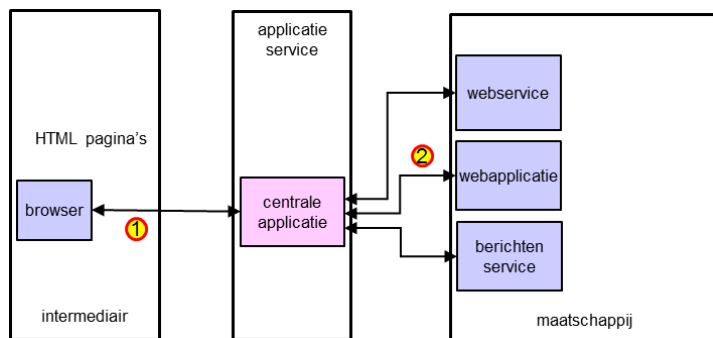 applicatie
service
HTML pagina's
browser
1
intermediair
centrale
applicatie
2
webservice
webapplicatie
berichten
service
maatschappij